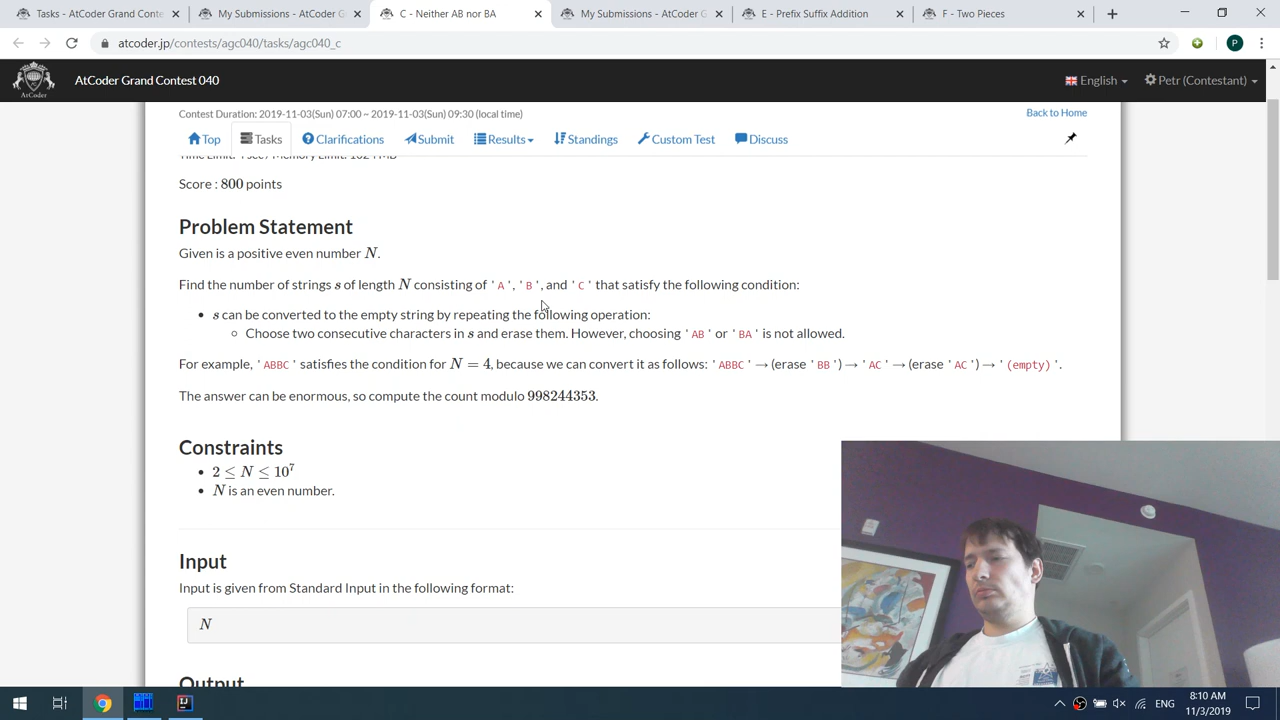 Tasks - AtCoder Grand Conte
My Submissions - AtCoder G
C - Neither AB nor BA
My Submissions - AtCoder G
E - Prefix Suffix Addition
F - Two Pieces
atcoder.jp/contests/agc040/tasks/agc040_c
P
AtCoder Grand Contest 040
English
Petr (Contestant)
Contest Duration: 2019-11-03(Sun) 07:00 ~ 2019-11-03(Sun) 09:30 (local time)
Back to Home
Top
Tasks
Clarifications
Submit
Results
Standings
Custom Test
Discuss
Score : 800 points
Problem Statement
Given is a positive even number N.
Find the number of strings s of length N consisting of 'A', 'B', and 'C' that satisfy the following condition:
• s can be converted to the empty string by repeating the following operation:
◦ Choose two consecutive characters in s and erase them. However, choosing 'AB' or 'BA' is not allowed.
For example, 'ABBC' satisfies the condition for N = 4, because we can convert it as follows: 'ABBC' → (erase 'BB') → 'AC' → (erase 'AC') → '(empty)'.
The answer can be enormous, so compute the count modulo 998244353.
Constraints
• 2 ≤ N ≤ 10⁷
• N is an even number.
Input
Input is given from Standard Input in the following format:
N
Output
ENG
8:10 AM
11/3/2019